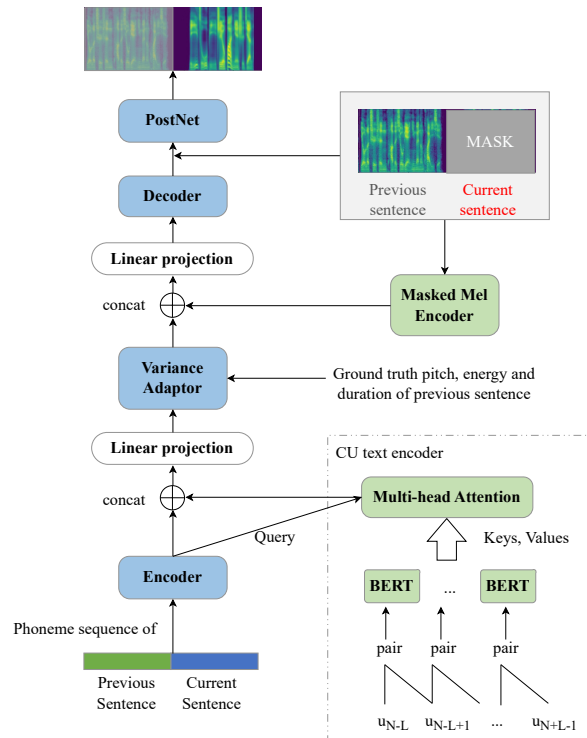 PostNet
MASK
Previous
sentence
Current
sentence
Decoder
Linear projection
Masked Mel
Encoder
concat
Variance
Adaptor
Ground truth pitch, energy and
duration of previous sentence
Linear projection
CU text encoder
concat
Multi-head Attention
Query
Keys, Values
Encoder
BERT
...
BERT
Phoneme sequence of
pair
pair
pair
Previous
Sentence
Current
Sentence
u_{N-L}
u_{N-L+1}
...
u_{N+L-1}